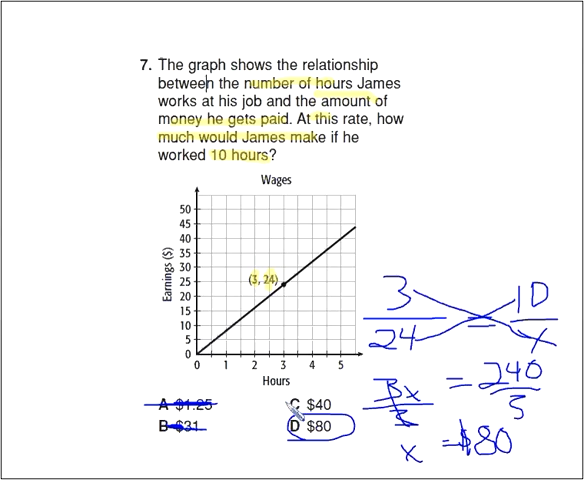 7. The graph shows the relationship
between the number of hours James
works at his job and the amount of
money he gets paid. At this rate, how
much would James make if he
worked 10 hours?
Wages
Earnings ($)
50
45
40
35
30
25
20
15
10
5
0
(3, 24)
0 1 2 3 4 5
Hours
A $1.25
B $31
C $40
D $80
3/24 = 10/x
3x/3 = 240/3
x = $80